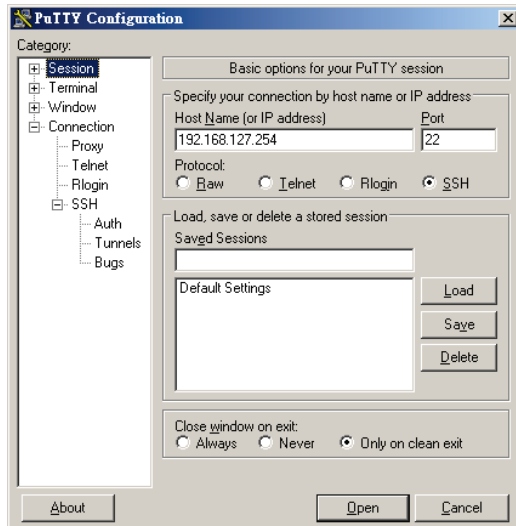 PuTTY Configuration
Category:
Session
Terminal
Window
Connection
Proxy
Telnet
Rlogin
SSH
Auth
Tunnels
Bugs
Basic options for your PuTTY session
Specify your connection by host name or IP address
Host Name (or IP address) Port
192.168.127.254 22
Protocol:
Raw Telnet Rlogin SSH
Load, save or delete a stored session
Saved Sessions
Default Settings
Load
Save
Delete
Close window on exit:
Always Never Only on clean exit
About Open Cancel